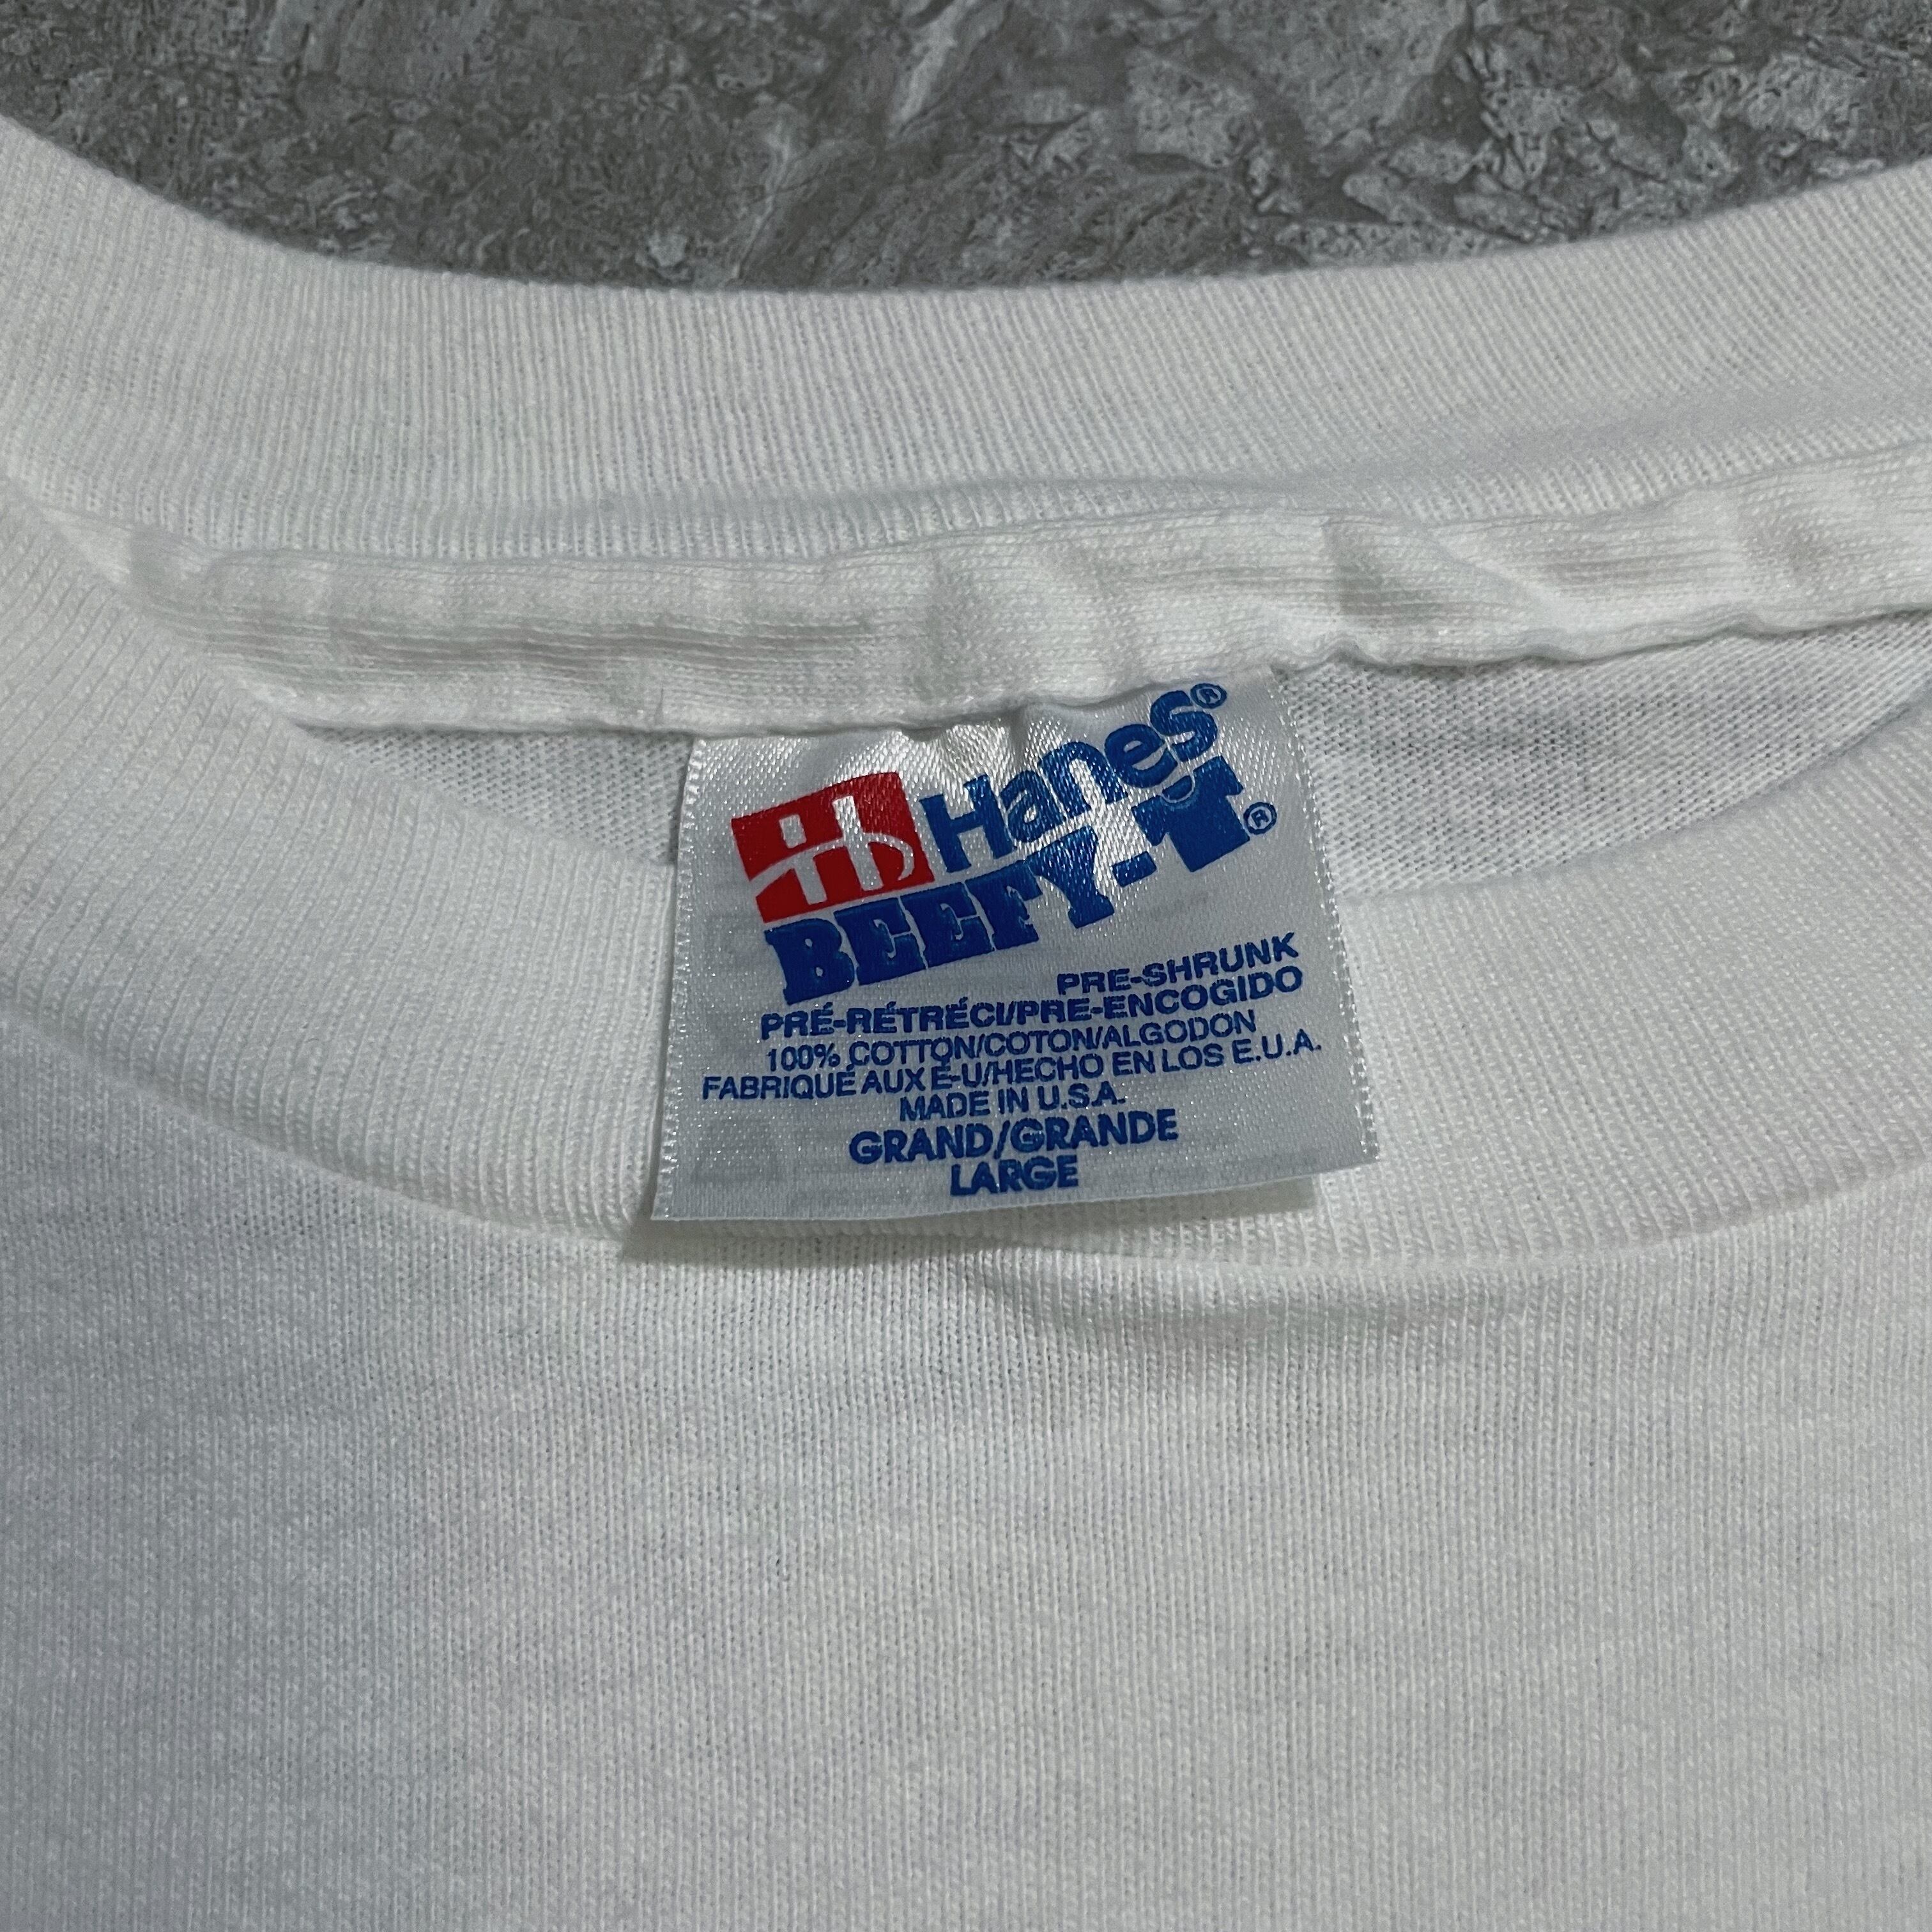 Hanes®
BEEFY-T®
PRE-SHRUNK
PRÉ-RÉTRÉCI/PRE-ENCOGIDO
100% COTTON/COTON/ALGODON
FABRIQUÉ AUX É-U/HECHO EN LOS E.U.A.
MADE IN U.S.A.
GRAND/GRANDE
LARGE